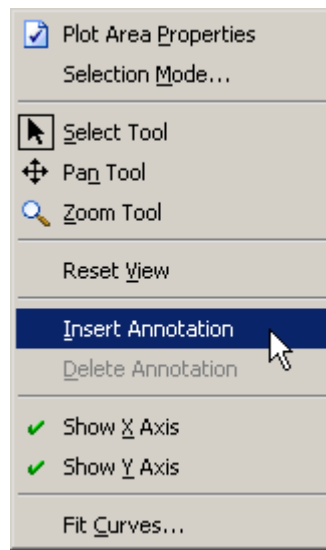 Plot Area Properties
Selection Mode...
Select Tool
Pan Tool
Zoom Tool
Reset View
Insert Annotation
Delete Annotation
Show X Axis
Show Y Axis
Fit Curves...